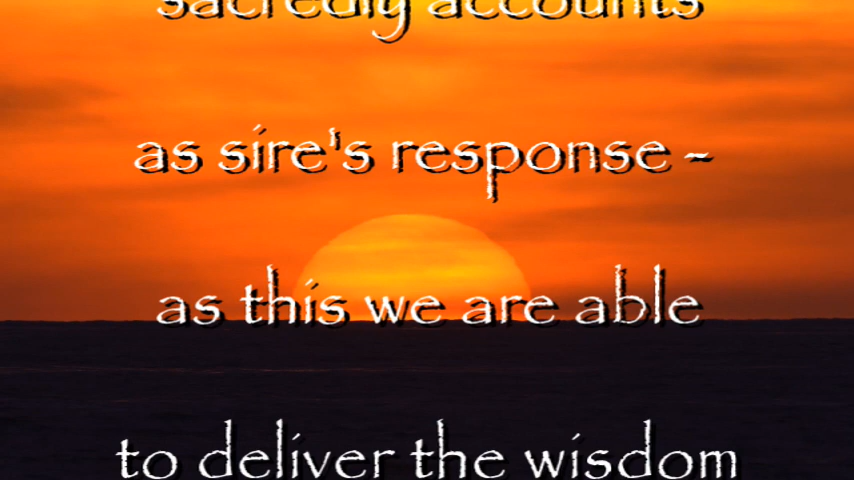 sacredly accounts
as sire's response -
as this we are able
to deliver the wisdom